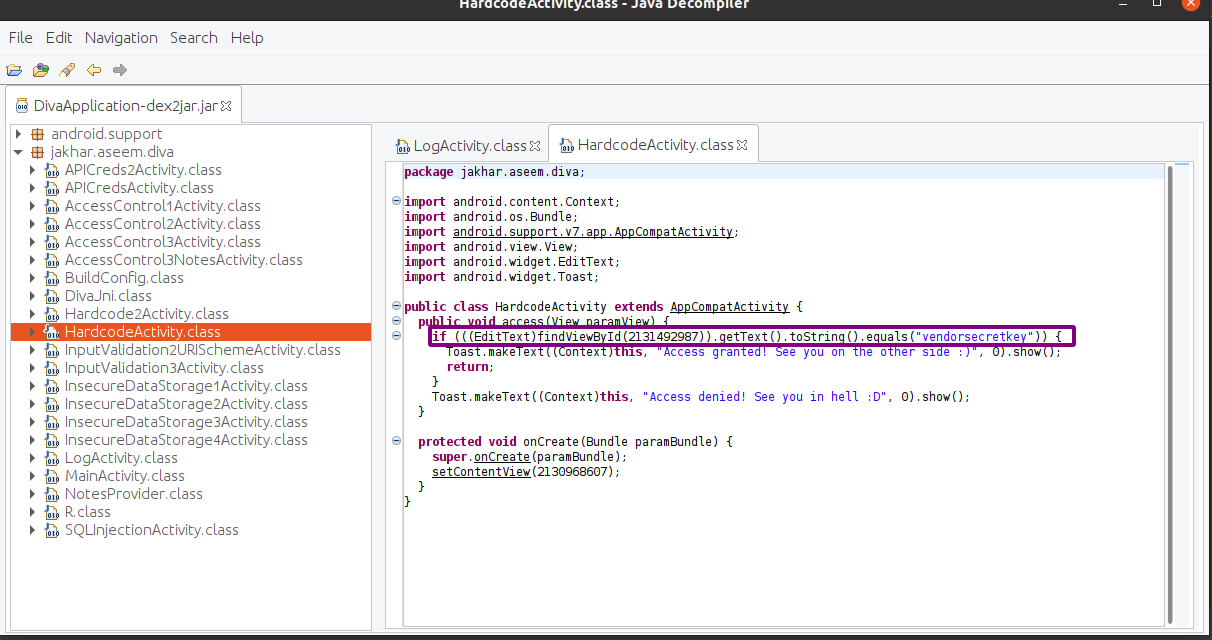 HardcodeActivity.class - Java Decompiler
File Edit Navigation Search Help
DivaApplication-dex2jar.jar
android.support
jakhar.aseem.diva
APICreds2Activity.class
APICredsActivity.class
AccessControl1Activity.class
AccessControl2Activity.class
AccessControl3Activity.class
AccessControl3NotesActivity.class
BuildConfig.class
DivaJni.class
Hardcode2Activity.class
HardcodeActivity.class
InputValidation2URISchemeActivity.class
InputValidation3Activity.class
InsecureDataStorage1Activity.class
InsecureDataStorage2Activity.class
InsecureDataStorage3Activity.class
InsecureDataStorage4Activity.class
LogActivity.class
MainActivity.class
NotesProvider.class
R.class
SQLInjectionActivity.class
LogActivity.class HardcodeActivity.class
package jakhar.aseem.diva;
import android.content.Context;
import android.os.Bundle;
import android.support.v7.app.AppCompatActivity;
import android.view.View;
import android.widget.EditText;
import android.widget.Toast;
public class HardcodeActivity extends AppCompatActivity {
public void access(View paramView) {
if (((EditText)findViewById(2131492987)).getText().toString().equals("vendorsecretkey")) {
Toast.makeText((Context)this, "Access granted! See you on the other side :)", 0).show();
return;
}
Toast.makeText((Context)this, "Access denied! See you in hell :D", 0).show();
}
protected void onCreate(Bundle paramBundle) {
super.onCreate(paramBundle);
setContentView(2130968607);
}
}